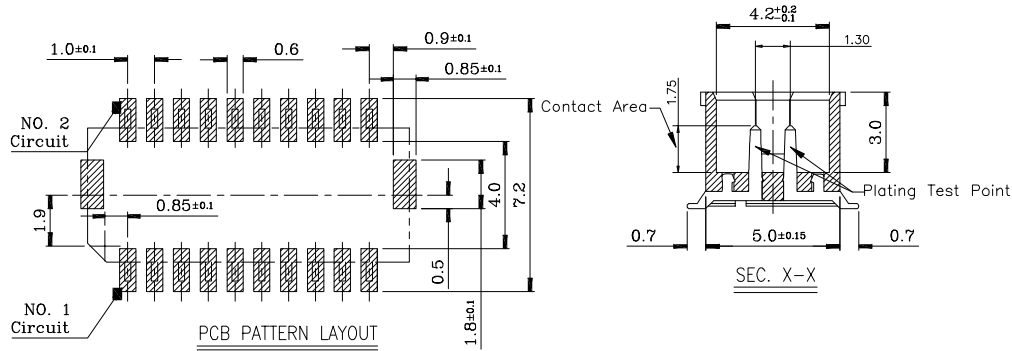 1.0±0.1
0.6
0.9±0.1
0.85±0.1
NO. 2
Circuit
0.85±0.1
1.9
4.0
7.2
0.5
1.8±0.1
NO. 1
Circuit
PCB PATTERN LAYOUT
4.2+0.2
-0.1
1.30
1.75
Contact Area
3.0
Plating Test Point
0.7
5.0±0.15
0.7
SEC. X-X